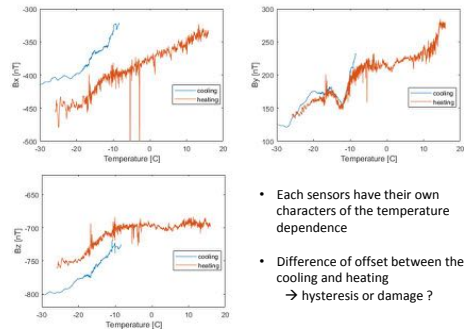 -300
-350
-400
-450
-500
Bx [nT]
cooling
heating
-30 -20 -10 0 10 20
Temperature [C]
300
250
200
150
100
By [nT]
cooling
heating
-30 -20 -10 0 10 20
Temperature [C]
-650
-700
-750
-800
Bz [nT]
cooling
heating
-30 -20 -10 0 10 20
Temperature [C]
• Each sensors have their own
characters of the temperature
dependence
• Difference of offset between the
cooling and heating
→ hysteresis or damage ?